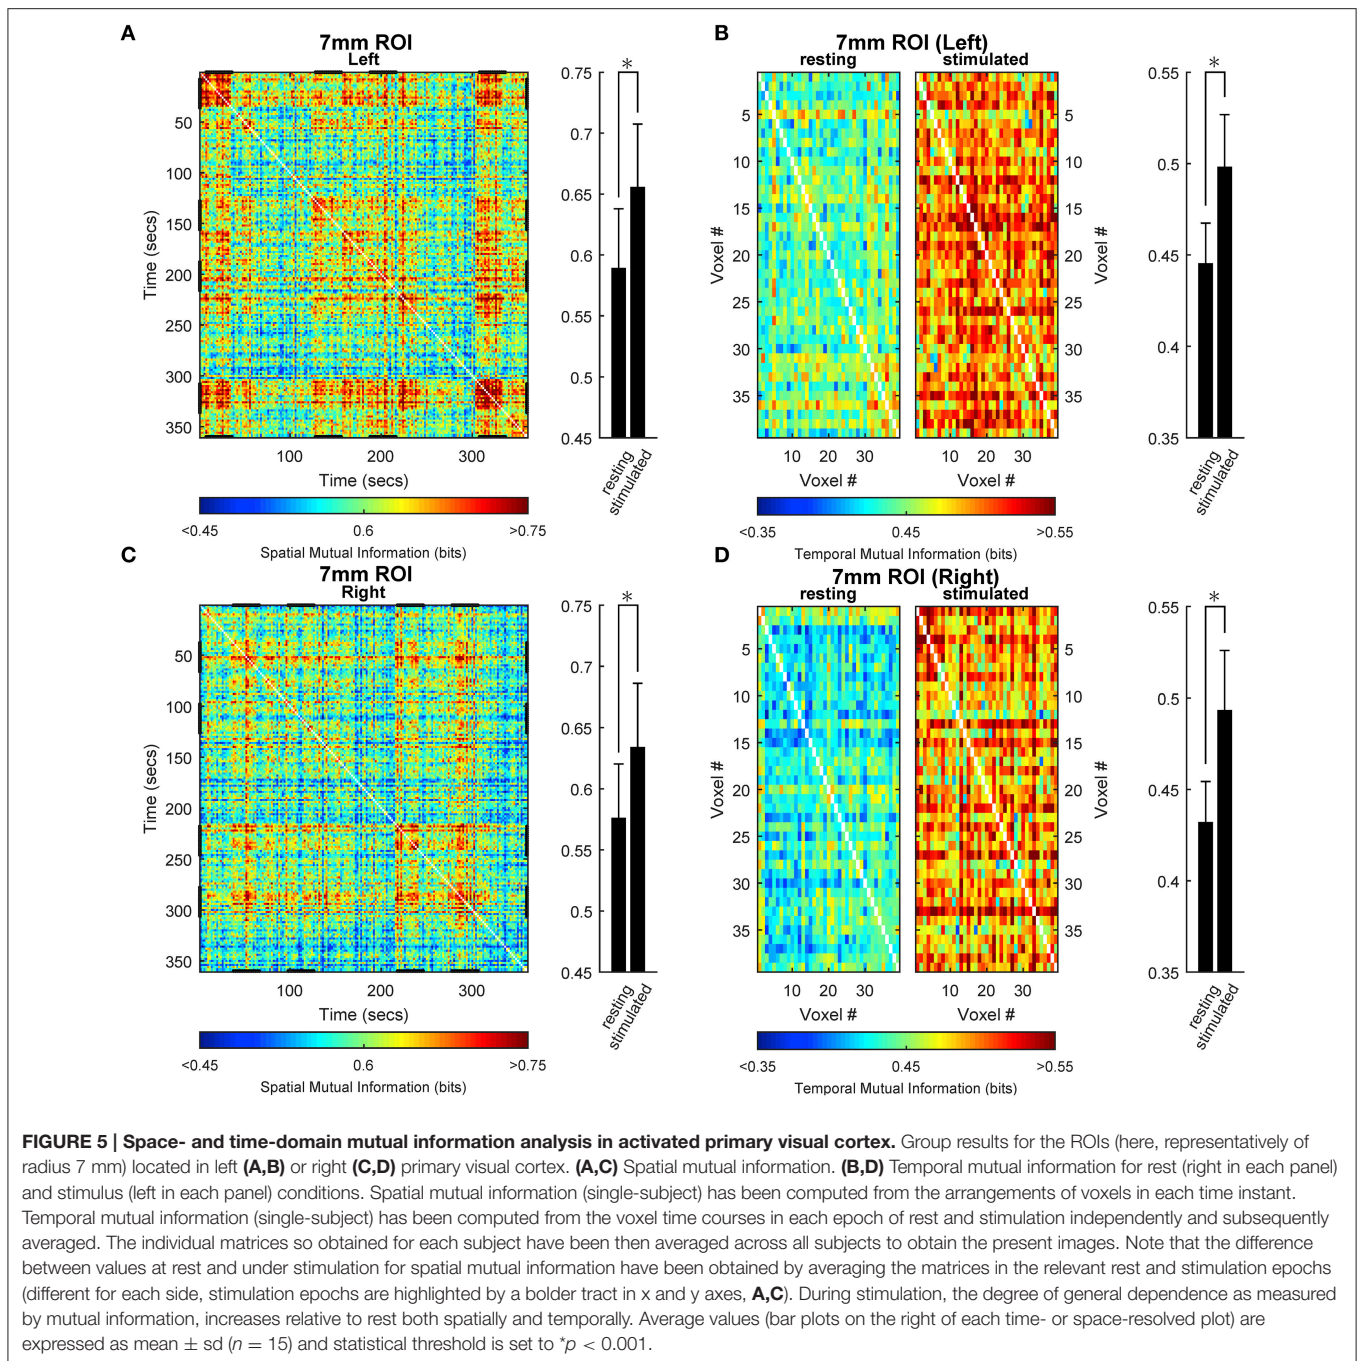 A
7mm ROI
Left
50
100
150
200
250
300
350
Time (secs)
100
200
300
Time (secs)
<0.45
0.6
>0.75
Spatial Mutual Information (bits)
0.75
0.7
0.65
0.6
0.55
0.5
0.45
*
resting
stimulated
B
7mm ROI (Left)
resting
stimulated
5
10
15
20
25
30
35
Voxel #
10
20
30
Voxel #
10
20
30
Voxel #
5
10
15
20
25
30
35
Voxel #
<0.35
0.45
>0.55
Temporal Mutual Information (bits)
0.55
0.5
0.45
0.4
0.35
*
resting
stimulated
C
7mm ROI
Right
50
100
150
200
250
300
350
Time (secs)
100
200
300
Time (secs)
<0.45
0.6
>0.75
Spatial Mutual Information (bits)
0.75
0.7
0.65
0.6
0.55
0.5
0.45
*
resting
stimulated
D
7mm ROI (Right)
resting
stimulated
5
10
15
20
25
30
35
Voxel #
10
20
30
Voxel #
10
20
30
Voxel #
5
10
15
20
25
30
35
Voxel #
<0.35
0.45
>0.55
Temporal Mutual Information (bits)
0.55
0.5
0.45
0.4
0.35
*
resting
stimulated
FIGURE 5 | Space- and time-domain mutual information analysis in activated primary visual cortex. Group results for the ROIs (here, representatively of
radius 7 mm) located in left (A,B) or right (C,D) primary visual cortex. (A,C) Spatial mutual information. (B,D) Temporal mutual information for rest (right in each panel)
and stimulus (left in each panel) conditions. Spatial mutual information (single-subject) has been computed from the arrangements of voxels in each time instant.
Temporal mutual information (single-subject) has been computed from the voxel time courses in each epoch of rest and stimulation independently and subsequently
averaged. The individual matrices so obtained for each subject have been then averaged across all subjects to obtain the present images. Note that the difference
between values at rest and under stimulation for spatial mutual information have been obtained by averaging the matrices in the relevant rest and stimulation epochs
(different for each side, stimulation epochs are highlighted by a bolder tract in x and y axes, A,C). During stimulation, the degree of general dependence as measured
by mutual information, increases relative to rest both spatially and temporally. Average values (bar plots on the right of each time- or space-resolved plot) are
expressed as mean ± sd (n = 15) and statistical threshold is set to *p < 0.001.